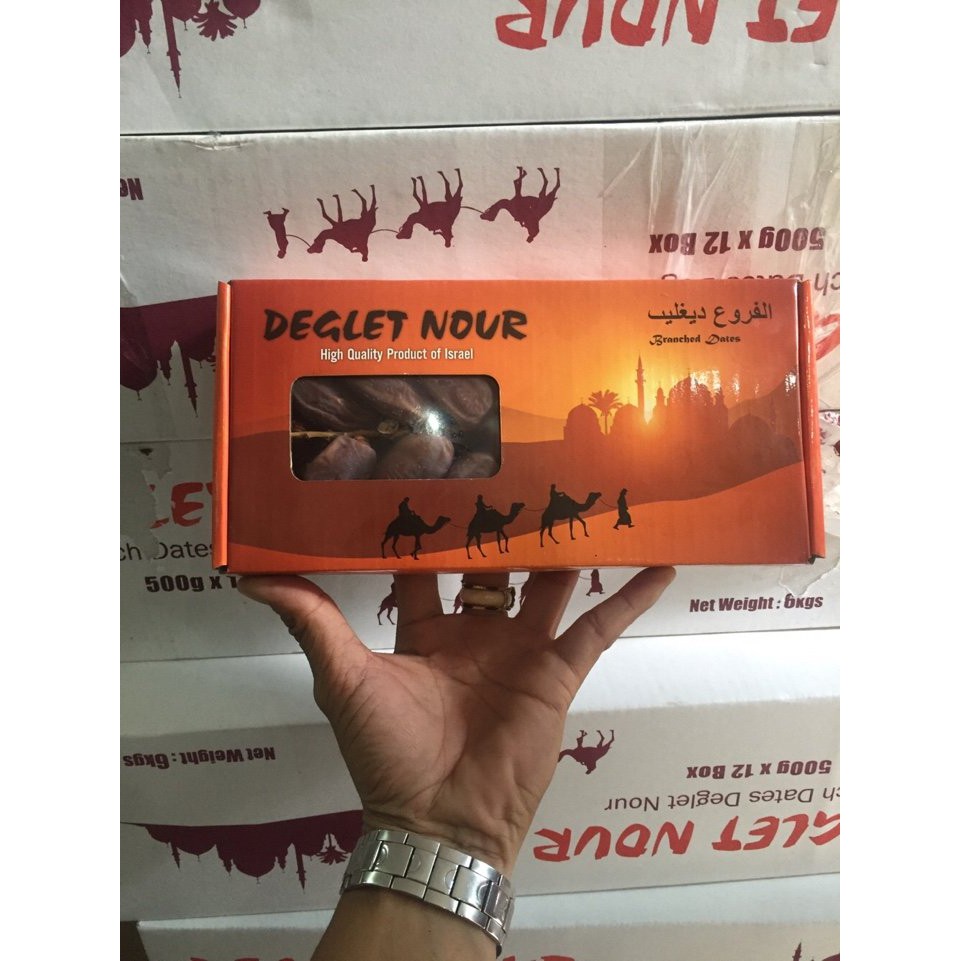 ET NOUR
Net
500g x 12 Box
DEGLET NOUR
High Quality Product of Israel
الفروع ديغليب
Branched Dates
ch Dates
500g x 1
Net Weight : 6kgs
Net Weight : 6kgs
500g x 12 Box
ch Dates Deglet Nour
GLET NOUR